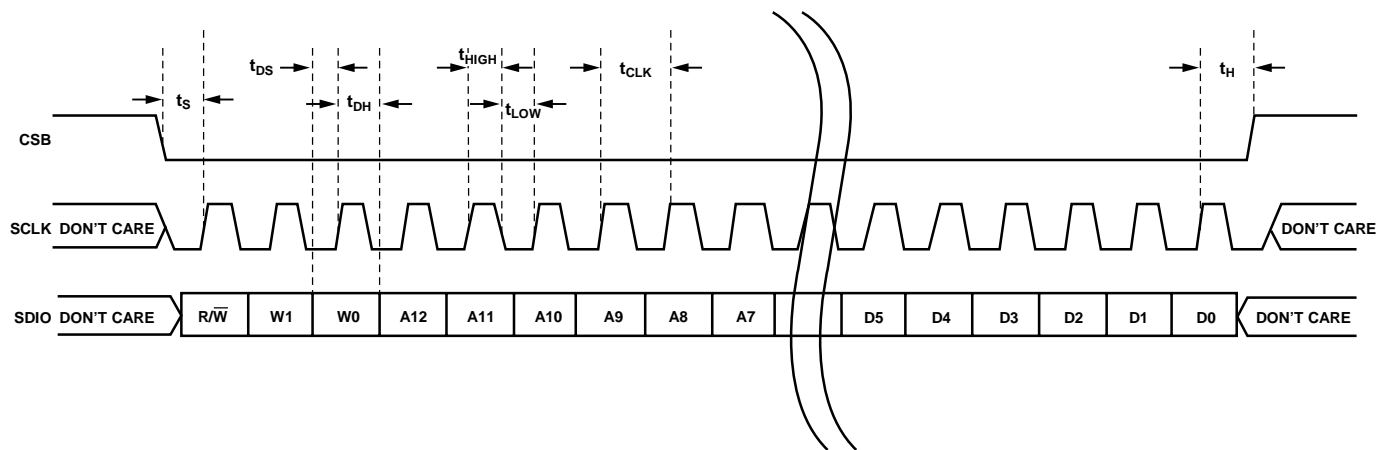 tS
tDS
tDH
tHIGH
tLOW
tCLK
tH
CSB
SCLK DON'T CARE
DON'T CARE
SDIO DON'T CARE
R/W̅ W1 W0 A12 A11 A10 A9 A8 A7 D5 D4 D3 D2 D1 D0
DON'T CARE